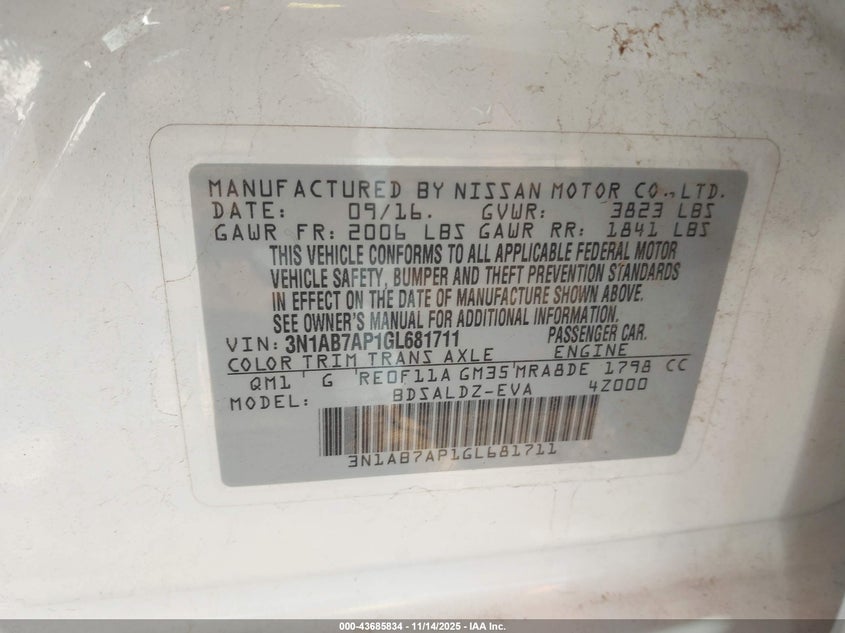 MANUFACTURED BY NISSAN MOTOR CO., LTD.
DATE: 09/16. GVWR: 3823 LBS
GAWR FR: 2006 LBS GAWR RR: 1841 LBS
THIS VEHICLE CONFORMS TO ALL APPLICABLE FEDERAL MOTOR
VEHICLE SAFETY, BUMPER AND THEFT PREVENTION STANDARDS
IN EFFECT ON THE DATE OF MANUFACTURE SHOWN ABOVE.
SEE OWNER'S MANUAL FOR ADDITIONAL INFORMATION.
VIN: 3N1AB7AP1GL681711 PASSENGER CAR.
COLOR TRIM TRANS AXLE ENGINE
QM1 G RE0F11A GM35 MRA8DE 1798 CC
MODEL: BDSALDZ-EVA 4Z000
3N1AB7AP1GL681711
000-43685834 - 11/14/2025 - IAA Inc.